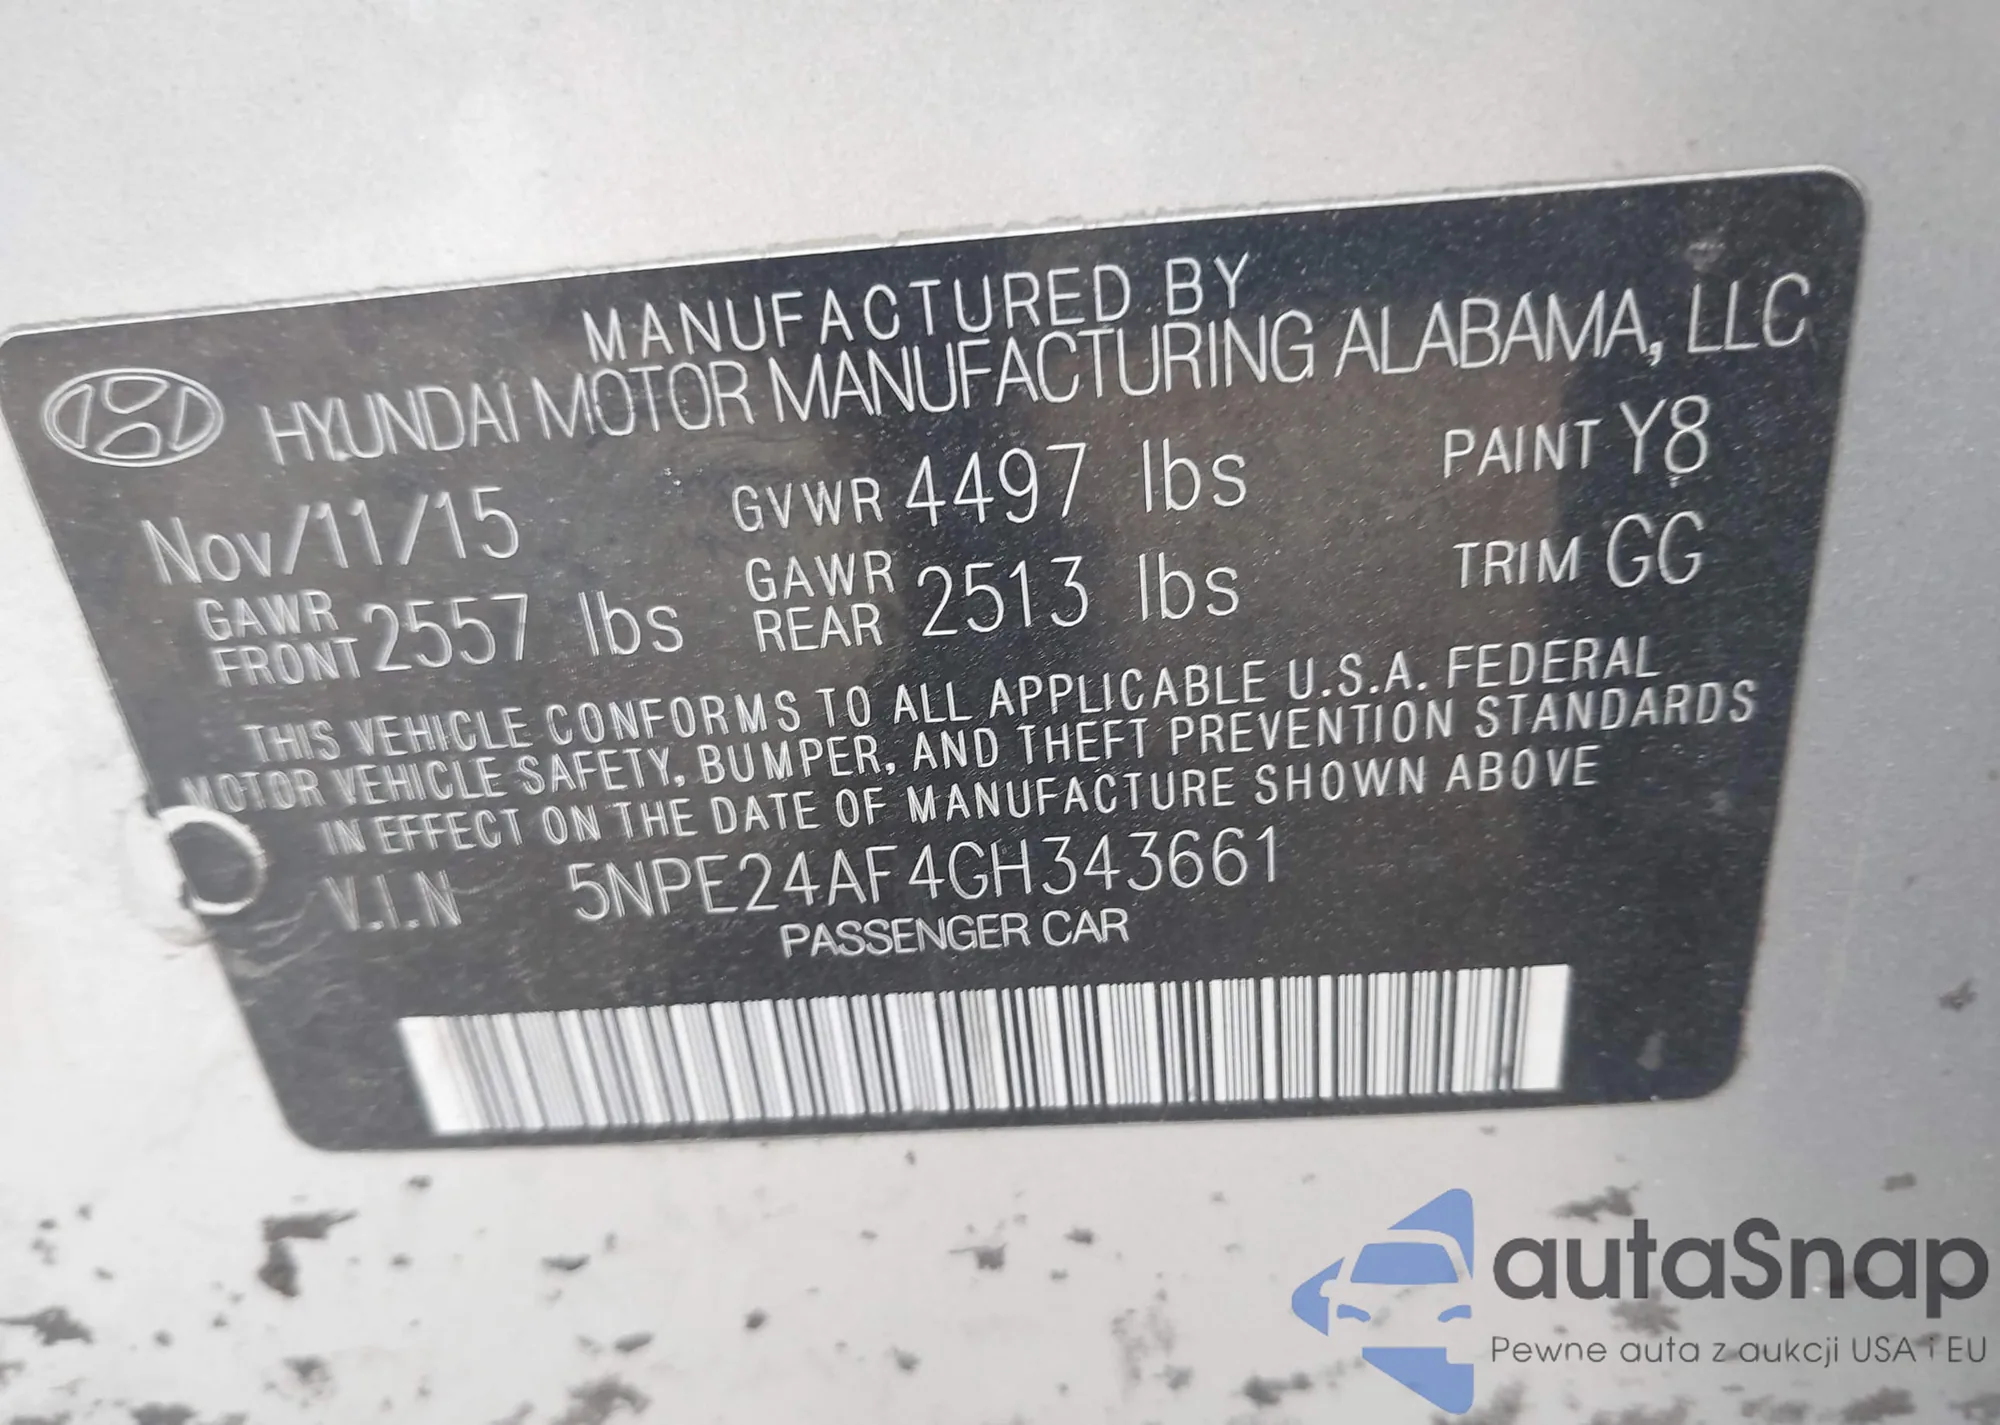 MANUFACTURED BY
HYUNDAI MOTOR MANUFACTURING ALABAMA, LLC
Nov/11/15 GVWR 4497 lbs PAINT Y8
GAWR FRONT 2557 lbs GAWR REAR 2513 lbs TRIM GG
THIS VEHICLE CONFORMS TO ALL APPLICABLE U.S.A. FEDERAL
MOTOR VEHICLE SAFETY, BUMPER, AND THEFT PREVENTION STANDARDS
IN EFFECT ON THE DATE OF MANUFACTURE SHOWN ABOVE
V.I.N 5NPE24AF4GH343661
PASSENGER CAR
autaSnap
Pewne auta z aukcji USA i EU